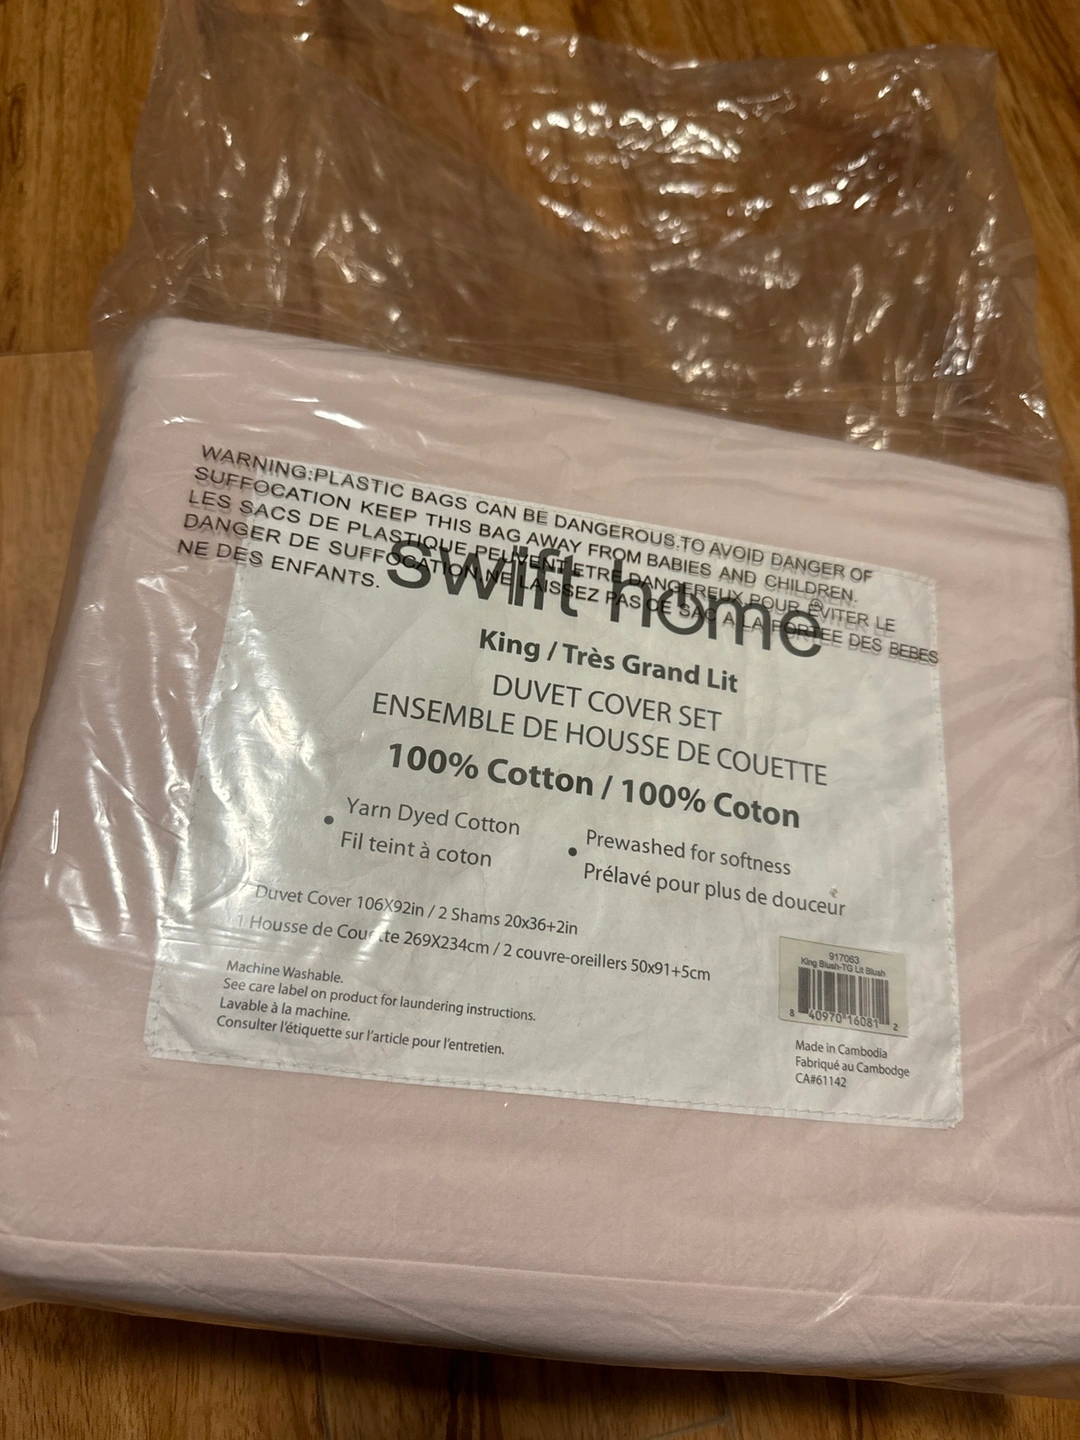 WARNING:PLASTIC BAGS CAN BE DANGEROUS.TO AVOID DANGER OF
SUFFOCATION KEEP THIS BAG AWAY FROM BABIES AND CHILDREN.
LES SACS DE PLASTIQUE PEUVENT ETRE DANGEREUX.POUR ÉVITER LE
DANGER DE SUFFOCATION,NE LAISSEZ PAS CE SAC A LA PORTEE DES BEBES
NE DES ENFANTS.
swift home®
King / Très Grand Lit
DUVET COVER SET
ENSEMBLE DE HOUSSE DE COUETTE
100% Cotton / 100% Coton
• Yarn Dyed Cotton
Fil teint à coton
• Prewashed for softness
Prélavé pour plus de douceur
Duvet Cover 106X92in / 2 Shams 20x36+2in
1 Housse de Couette 269X234cm / 2 couvre-oreillers 50x91+5cm
Machine Washable.
See care label on product for laundering instructions.
Lavable à la machine.
Consulter l'étiquette sur l'article pour l'entretien.
917063
King Blush-TG Lit Blush
8 40970 16081 2
Made in Cambodia
Fabriqué au Cambodge
CA#61142